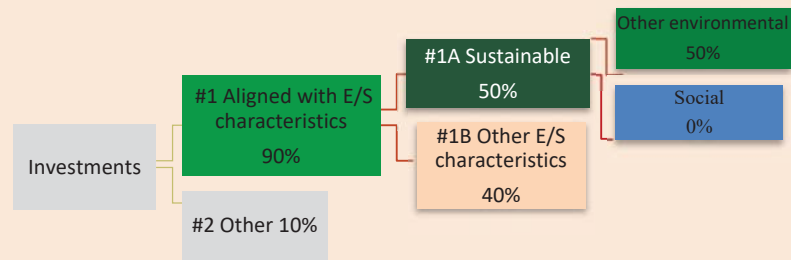 Investments
#1 Aligned with E/S
characteristics
90%
#2 Other 10%
#1A Sustainable
50%
#1B Other E/S
characteristics
40%
Other environmental
50%
Social
0%